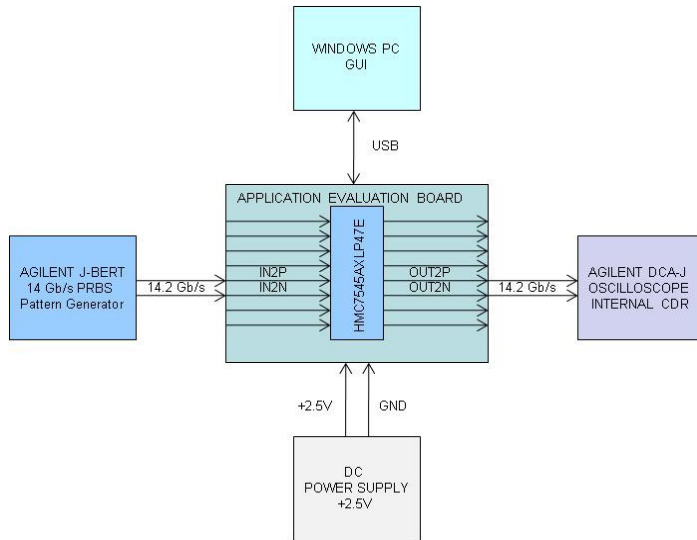 WINDOWS PC
GUI
USB
APPLICATION EVALUATION BOARD
AGILENT J-BERT
14 Gb/s PRBS
Pattern Generator
14.2 Gb/s
IN2P
IN2N
HMC7545AXLP47E
OUT2P
OUT2N
14.2 Gb/s
AGILENT DCA-J
OSCILLOSCOPE
INTERNAL CDR
+2.5V
GND
DC
POWER SUPPLY
+2.5V